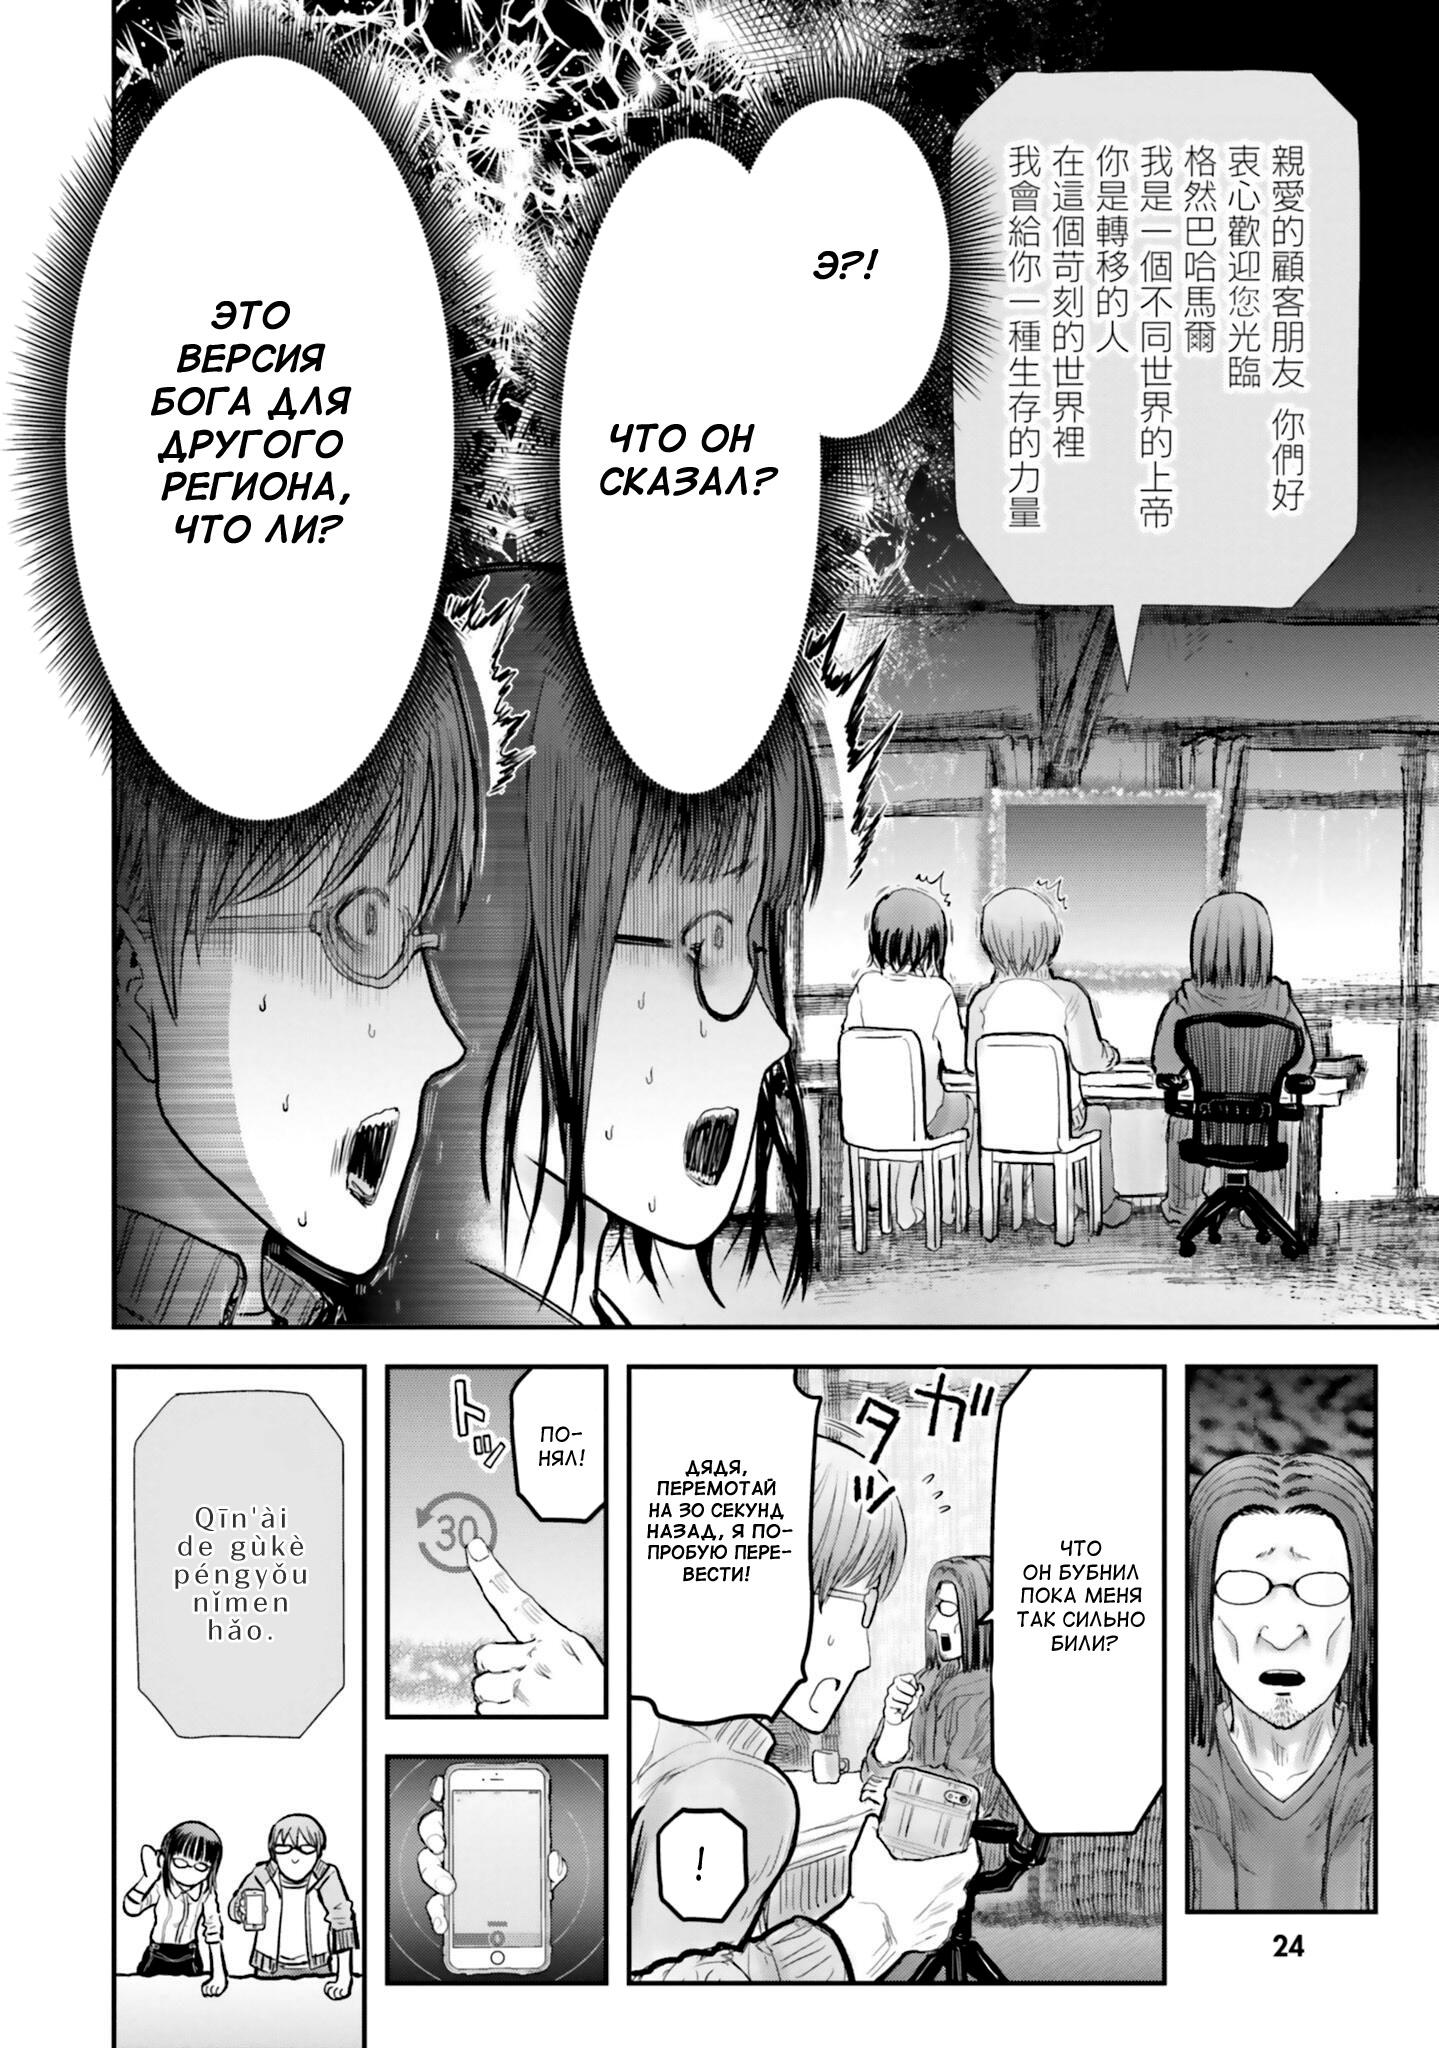 親愛的顧客朋友 你們好
衷心歡迎您光臨
格然巴哈馬爾
我是一個不同世界的上帝
你是轉移的人
在這個苛刻的世界裡
我會給你一種生存的力量
Э?!
ЧТО ОН
СКАЗАЛ?
ЭТО
ВЕРСИЯ
БОГА ДЛЯ
ДРУГОГО
РЕГИОНА,
ЧТО ЛИ?
ЧТО
ОН БУБНИЛ
ПОКА МЕНЯ
ТАК СИЛЬНО
БИЛИ?
ガタッ
ДЯДЯ,
ПЕРЕМОТАЙ
НА 30 СЕКУНД
НАЗАД, Я ПО-
ПРОБУЮ ПЕРЕ-
ВЕСТИ!
!
ПО-
НЯЛ!
トッ
30
Qīn'ài
de gùkè
péngyǒu
nǐmen
hǎo.
24